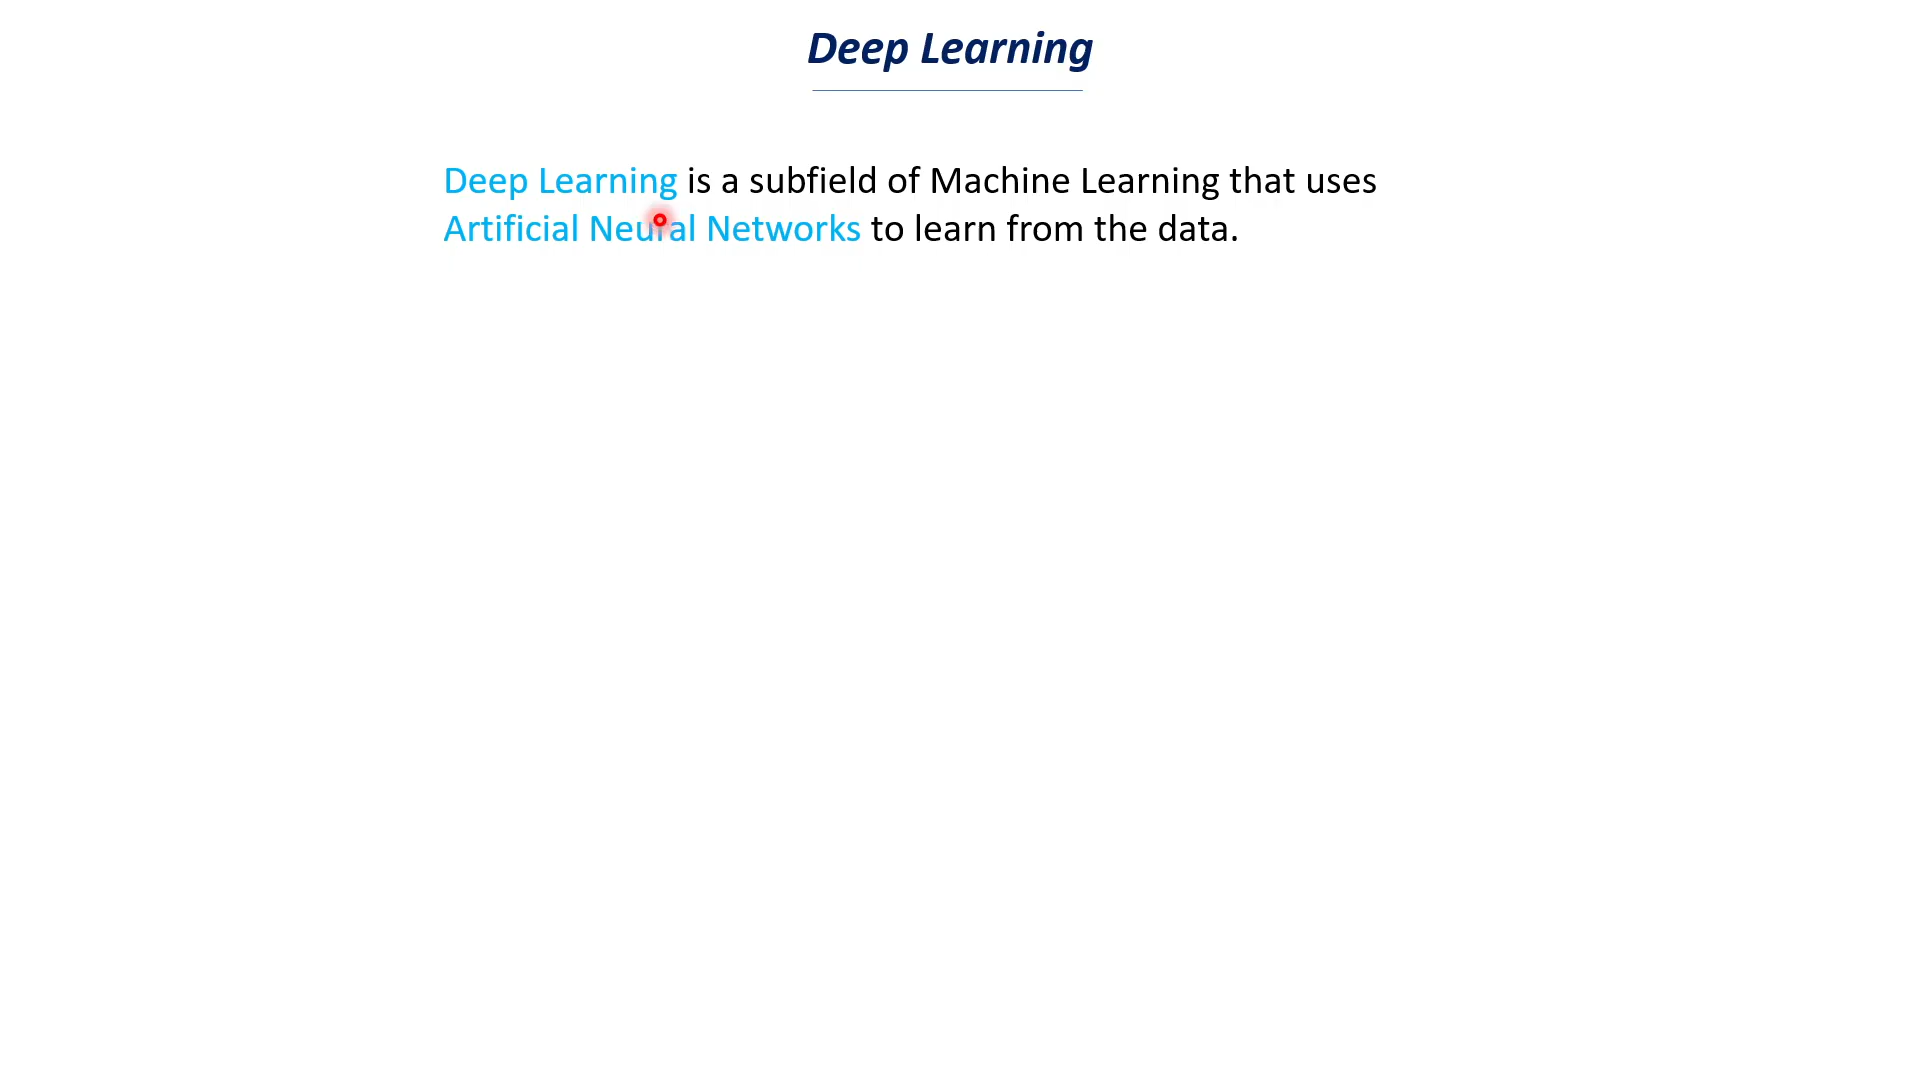 Deep Learning
Deep Learning is a subfield of Machine Learning that uses
Artificial Neural Networks to learn from the data.